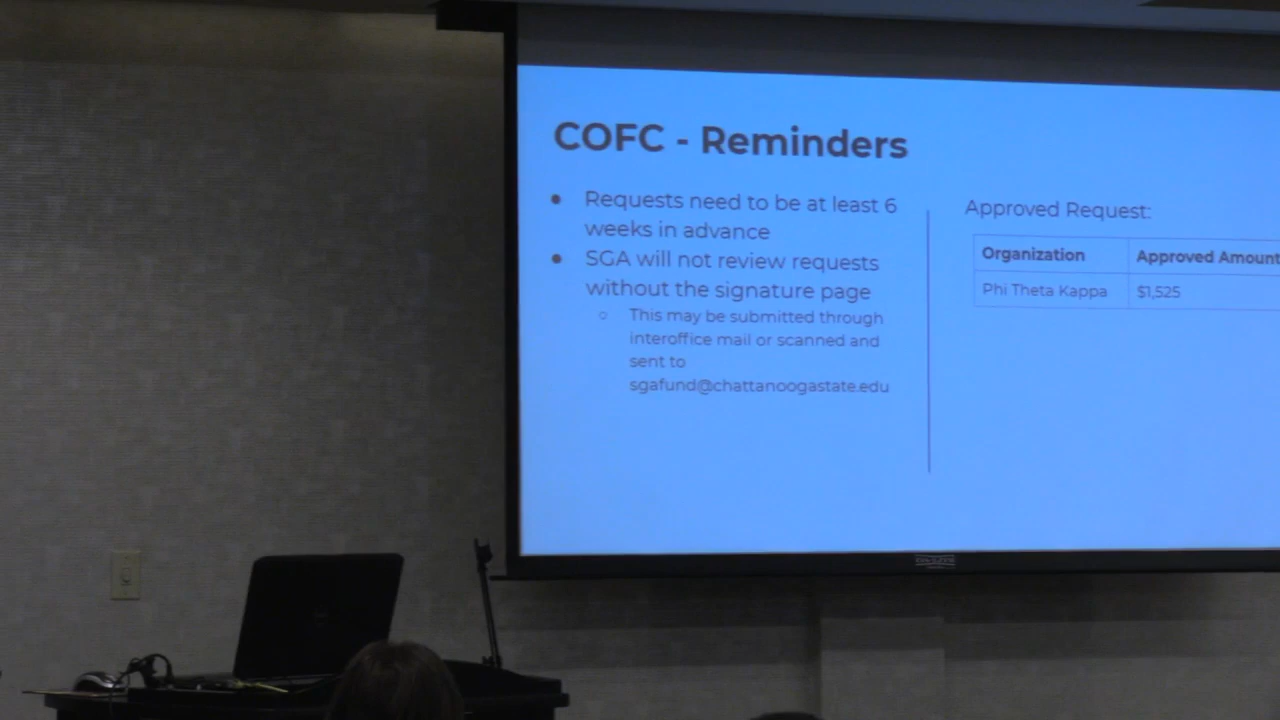 COFC - Reminders
● Requests need to be at least 6
weeks in advance
● SGA will not review requests
without the signature page
○ This may be submitted through
interoffice mail or scanned and
sent to
sgafund@chattanoogastate.edu
Approved Request:
Organization Approved Amount
Phi Theta Kappa $1,525